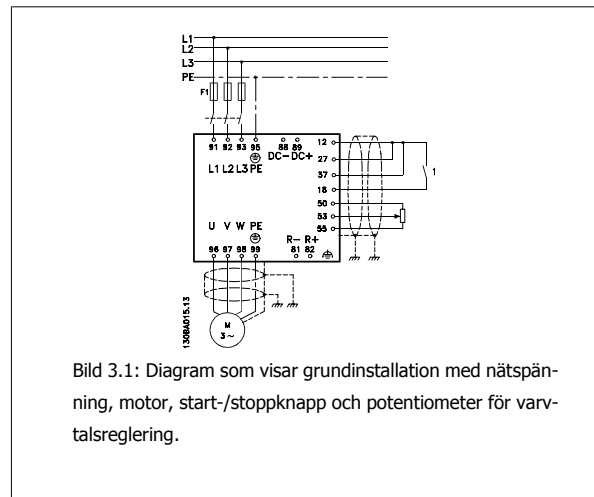 L1
L2
L3
PE
F1
91 92 93 95 88 89 12
DC- DC+
27
L1 L2 L3 PE
37
1
18
50
U V W PE
53
R- R+
55
96 97 98 99 81 82
M
3~
130BA015.13
Bild 3.1: Diagram som visar grundinstallation med nätspän-
ning, motor, start-/stoppknapp och potentiometer för varv-
talsreglering.